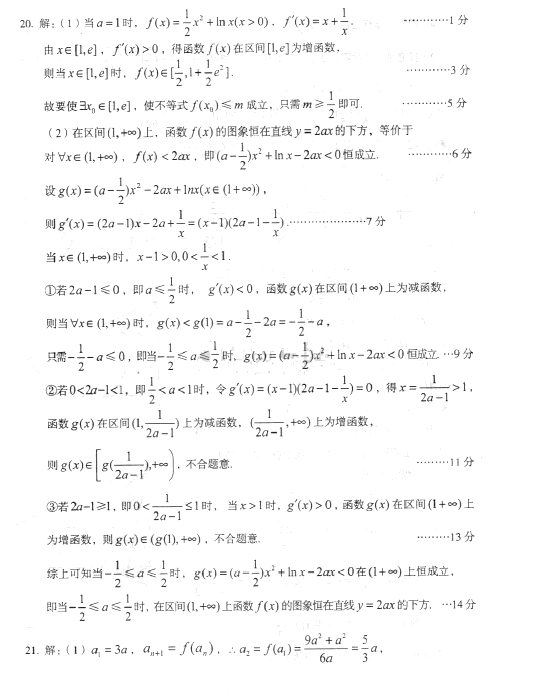 20. 解：(1) 当 a=1 时，f(x)=1/2x²+ln x(x>0)．f′(x)=x+1/x． …………1分
由 x∈[1,e]，f′(x)>0，得函数 f(x) 在区间[1,e]为增函数，
则当 x∈[1,e] 时，f(x)∈[1/2,1+1/2e²]． …………3分
故要使∃x₀∈[1,e]，使不等式 f(x₀)≤m 成立，只需 m≥1/2 即可． …………5分
(2) 在区间(1,+∞)上，函数 f(x) 的图象恒在直线 y=2ax 的下方，等价于
对∀x∈(1,+∞)，f(x)<2ax，即(a-1/2)x²+ln x-2ax<0恒成立． …………6分
设 g(x)=(a-1/2)x²-2ax+lnx(x∈(1+∞))，
则 g′(x)=(2a-1)x-2a+1/x=(x-1)(2a-1-1/x)．…………………7分
当 x∈(1,+∞) 时，x-1>0,0<1/x<1．
①若 2a-1≤0，即 a≤1/2 时，g′(x)<0，函数 g(x) 在区间(1+∞)上为减函数，
则当∀x∈(1,+∞) 时，g(x)<g(1)=a-1/2-2a=-1/2-a，
只需-1/2-a≤0，即当-1/2≤a≤1/2 时，g(x)=(a-1/2)x²+ln x-2ax<0恒成立 …9分
②若0<2a-1<1，即1/2<a<1时，令 g′(x)=(x-1)(2a-1-1/x)=0，得 x=1/(2a-1)>1，
函数 g(x) 在区间(1,1/(2a-1))上为减函数，(1/(2a-1),+∞)上为增函数，
则 g(x)∈[g(1/(2a-1)),+∞)，不合题意． ………11分
③若 2a-1≥1，即0<1/(2a-1)≤1时，当 x>1 时，g′(x)>0，函数 g(x) 在区间(1+∞)上
为增函数，则 g(x)∈(g(1),+∞)，不合题意． ………13分
综上可知当-1/2≤a≤1/2 时，g(x)=(a-1/2)x²+ln x-2ax<0在(1+∞)上恒成立，
即当-1/2≤a≤1/2 时，在区间(1,+∞)上函数 f(x) 的图象恒在直线 y=2ax 的下方． …14分
21. 解：(1) a₁=3a，aₙ₊₁=f(aₙ)，∴a₂=f(a₁)=(9a²+a²)/6a=5/3a，